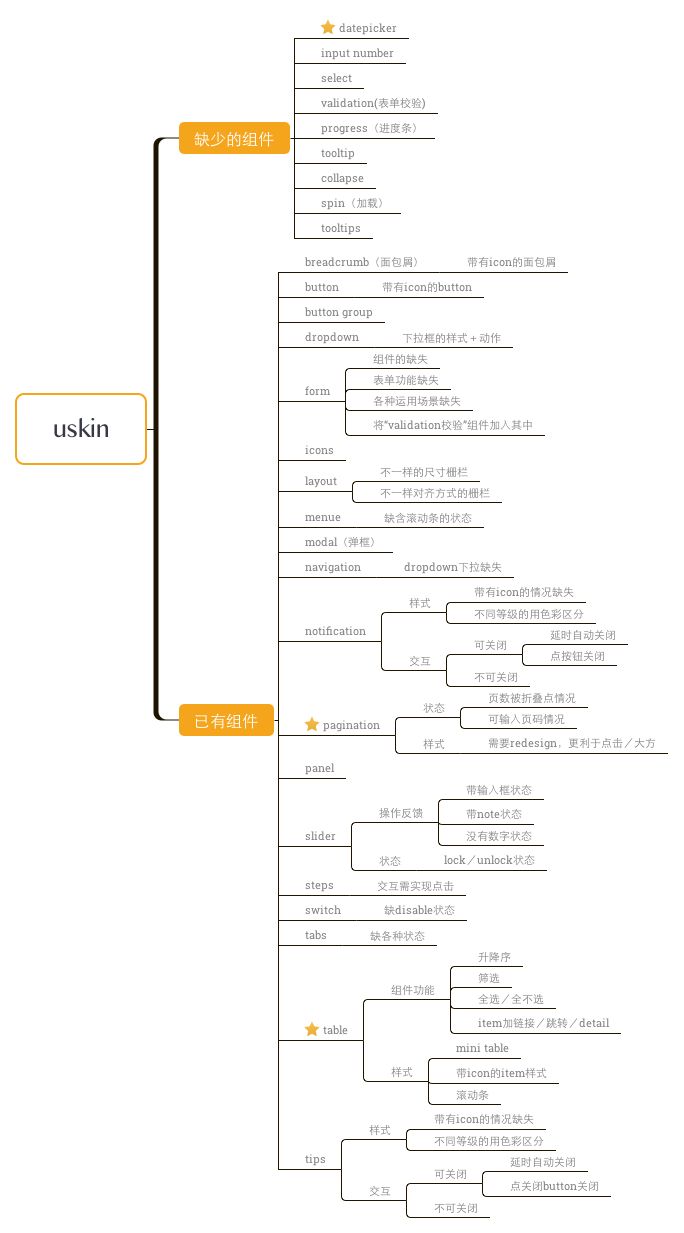 uskin
缺少的组件
datepicker
input number
select
validation(表单校验)
progress（进度条）
tooltip
collapse
spin（加载）
tooltips
已有组件
breadcrumb（面包屑） 带有icon的面包屑
button 带有icon的button
button group
dropdown 下拉框的样式 + 动作
form
组件的缺失
表单功能缺失
各种运用场景缺失
将“validation校验”组件加入其中
icons
layout
不一样的尺寸栅栏
不一样对齐方式的栅栏
menue 缺含滚动条的状态
modal（弹框）
navigation dropdown下拉缺失
notification
样式
带有icon的情况缺失
不同等级的用色彩区分
交互
可关闭
延时自动关闭
点按钮关闭
不可关闭
pagination
状态
页数被折叠点情况
可输入页码情况
样式 需要redesign，更利于点击／大方
panel
slider
操作反馈
带输入框状态
带note状态
没有数字状态
状态 lock／unlock状态
steps 交互需实现点击
switch 缺disable状态
tabs 缺各种状态
table
组件功能
升降序
筛选
全选／全不选
item加链接／跳转／detail
样式
mini table
带icon的item样式
滚动条
tips
样式
带有icon的情况缺失
不同等级的用色彩区分
交互
可关闭
延时自动关闭
点关闭button关闭
不可关闭